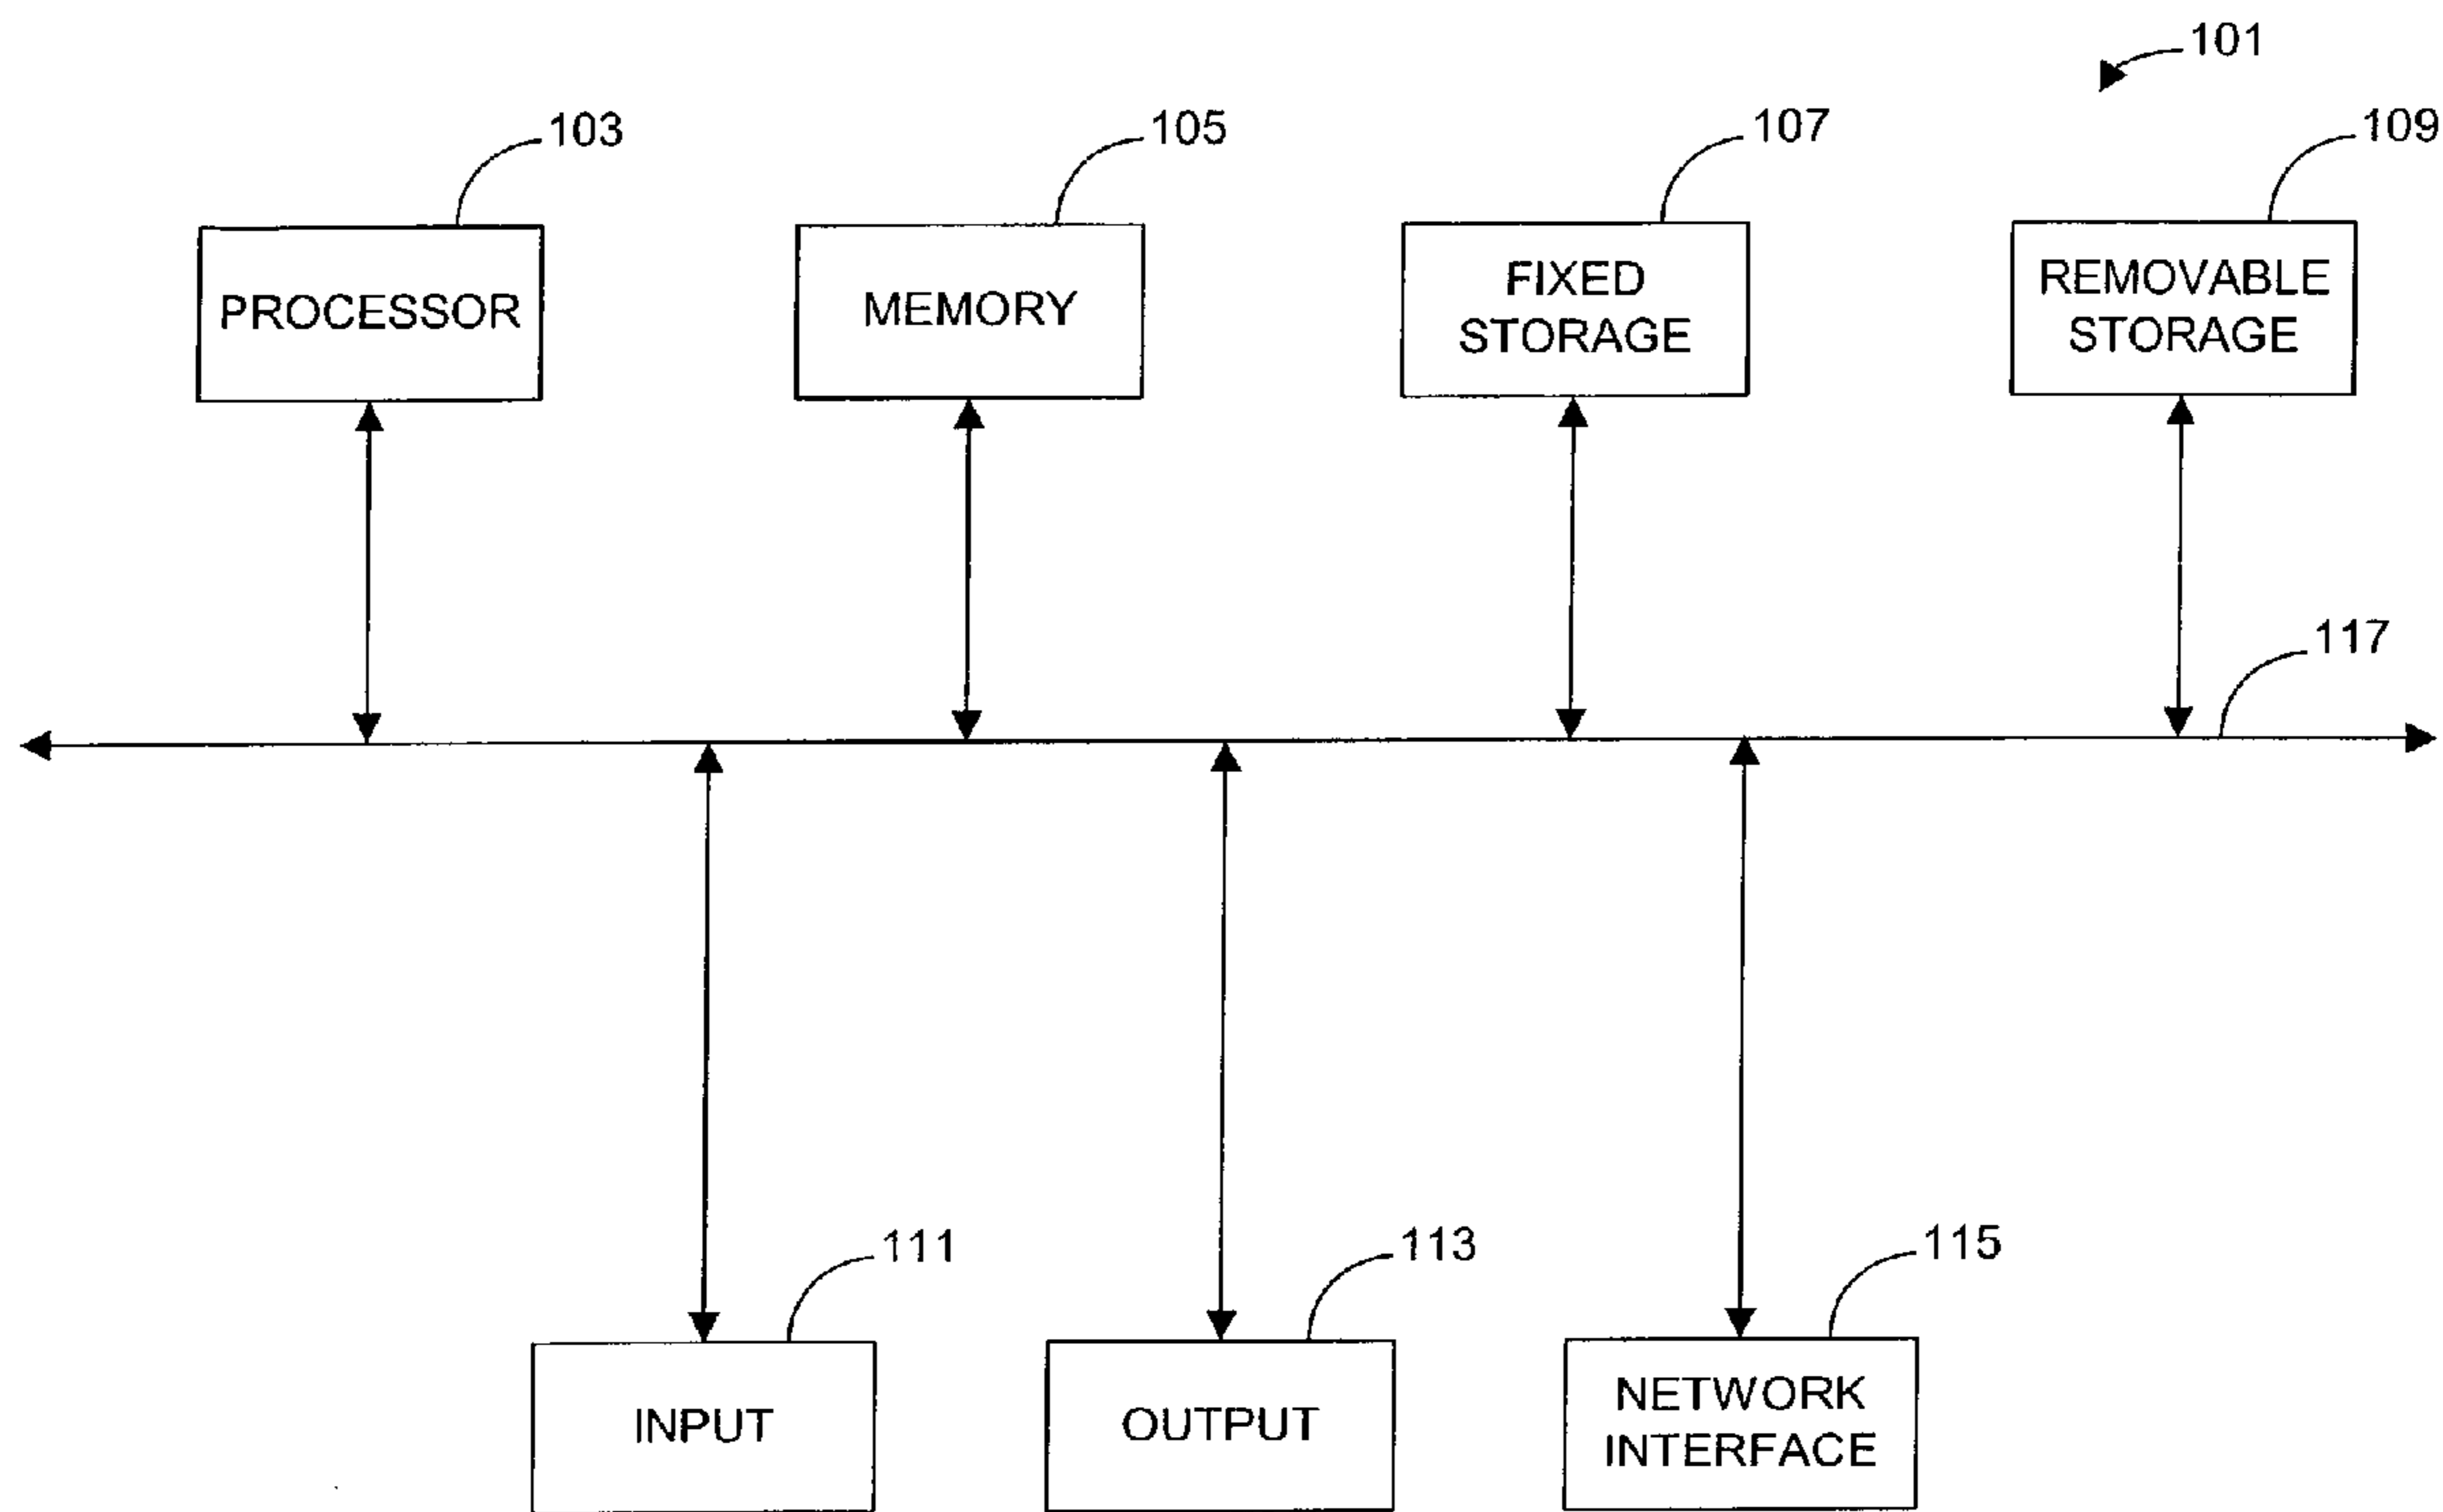 101
103
105
107
109
PROCESSOR
MEMORY
FIXED
STORAGE
REMOVABLE
STORAGE
117
111
113
115
INPUT
OUTPUT
NETWORK
INTERFACE